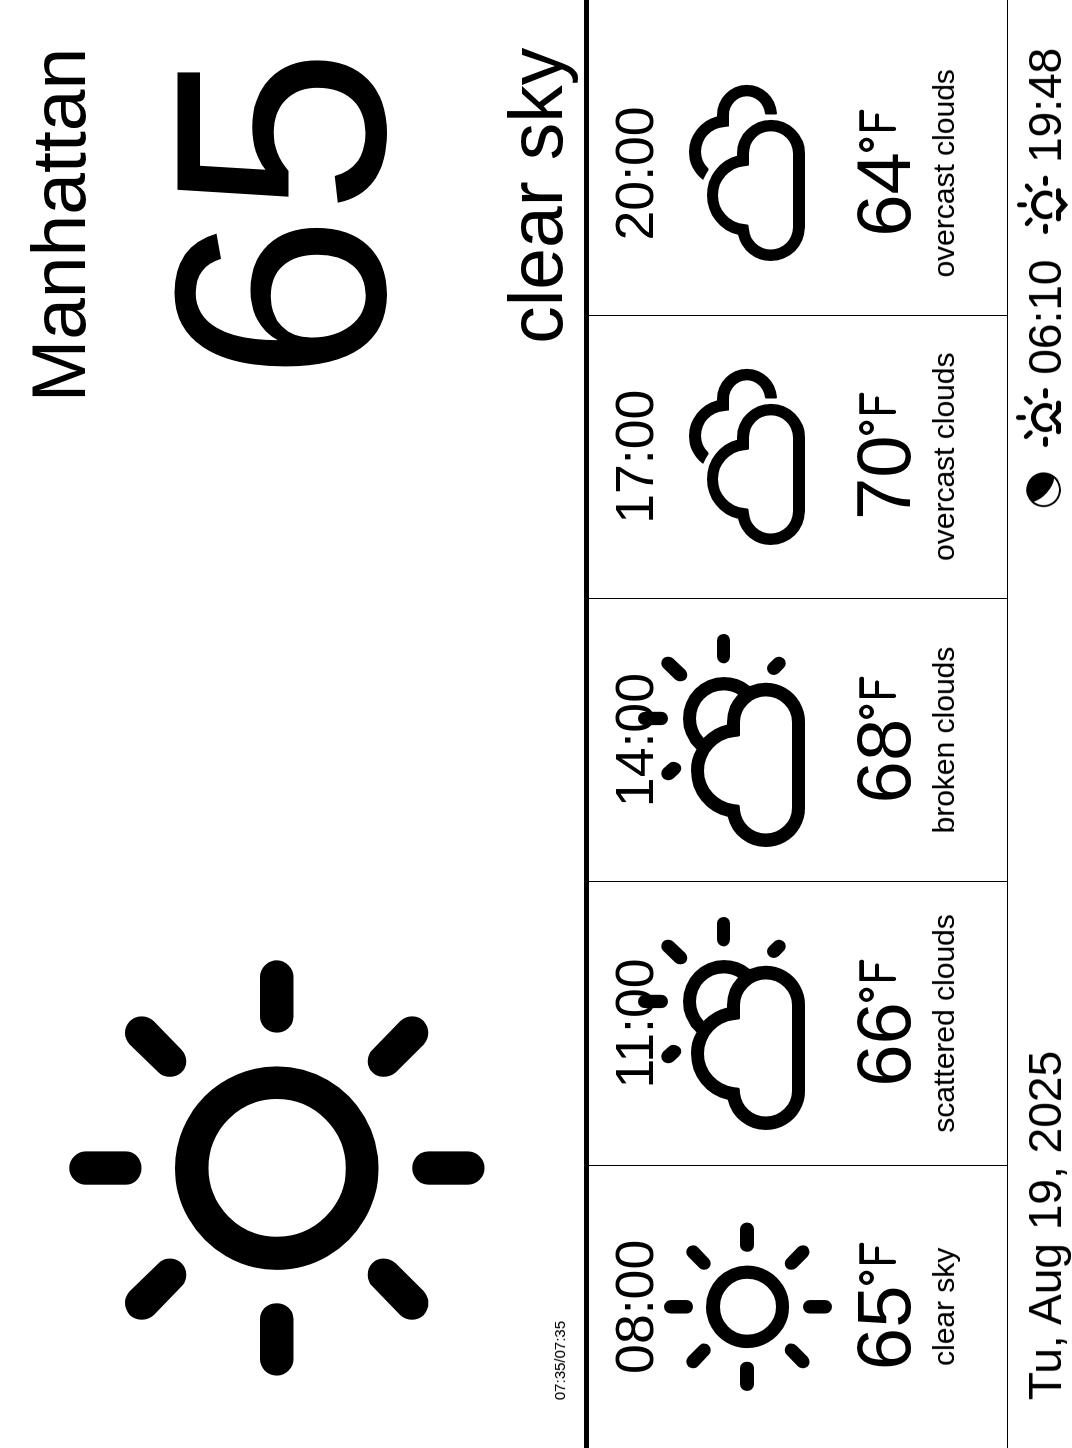 Manhattan
65
clear sky
07:35/07:35
08:00
65°F
clear sky
11:00
66°F
scattered clouds
14:00
68°F
broken clouds
17:00
70°F
overcast clouds
20:00
64°F
overcast clouds
Tu, Aug 19, 2025
06:10
19:48